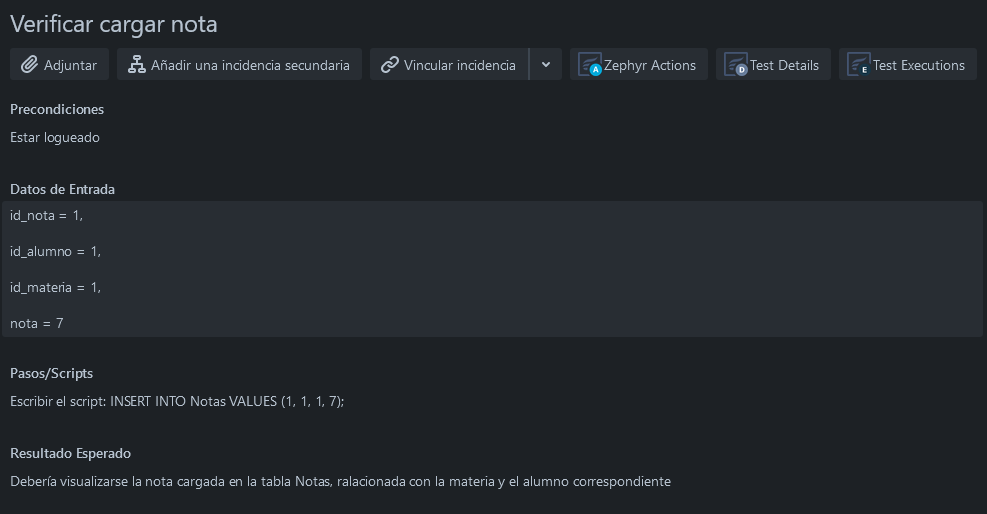 Verificar cargar nota
Adjuntar Añadir una incidencia secundaria Vincular incidencia A Zephyr Actions D Test Details E Test Executions
Precondiciones
Estar logueado
Datos de Entrada
id_nota = 1,
id_alumno = 1,
id_materia = 1,
nota = 7
Pasos/Scripts
Escribir el script: INSERT INTO Notas VALUES (1, 1, 1, 7);
Resultado Esperado
Debería visualizarse la nota cargada en la tabla Notas, ralacionada con la materia y el alumno correspondiente